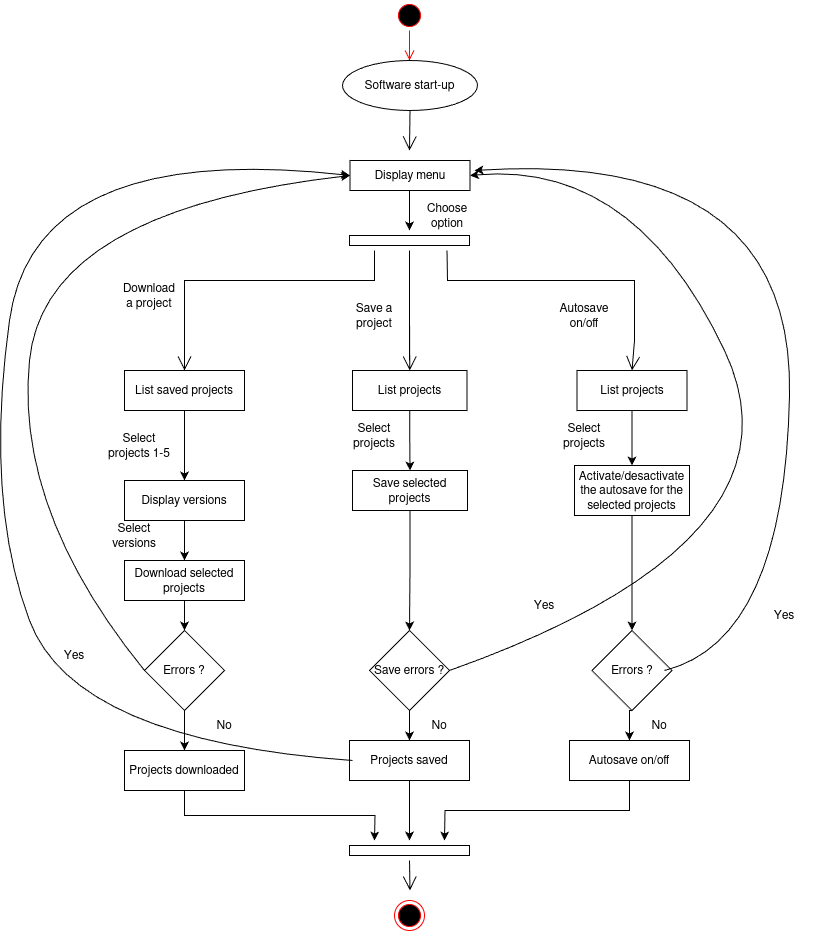 Software start-up
Display menu
Choose
option
Download
a project
Save a
project
Autosave
on/off
List saved projects
List projects
List projects
Select
projects 1-5
Select
projects
Select
projects
Display versions
Save selected
projects
Activate/desactivate
the autosave for the
selected projects
Select
versions
Download selected
projects
Yes
Yes
Yes
Errors ?
Save errors ?
Errors ?
No
No
No
Projects downloaded
Projects saved
Autosave on/off